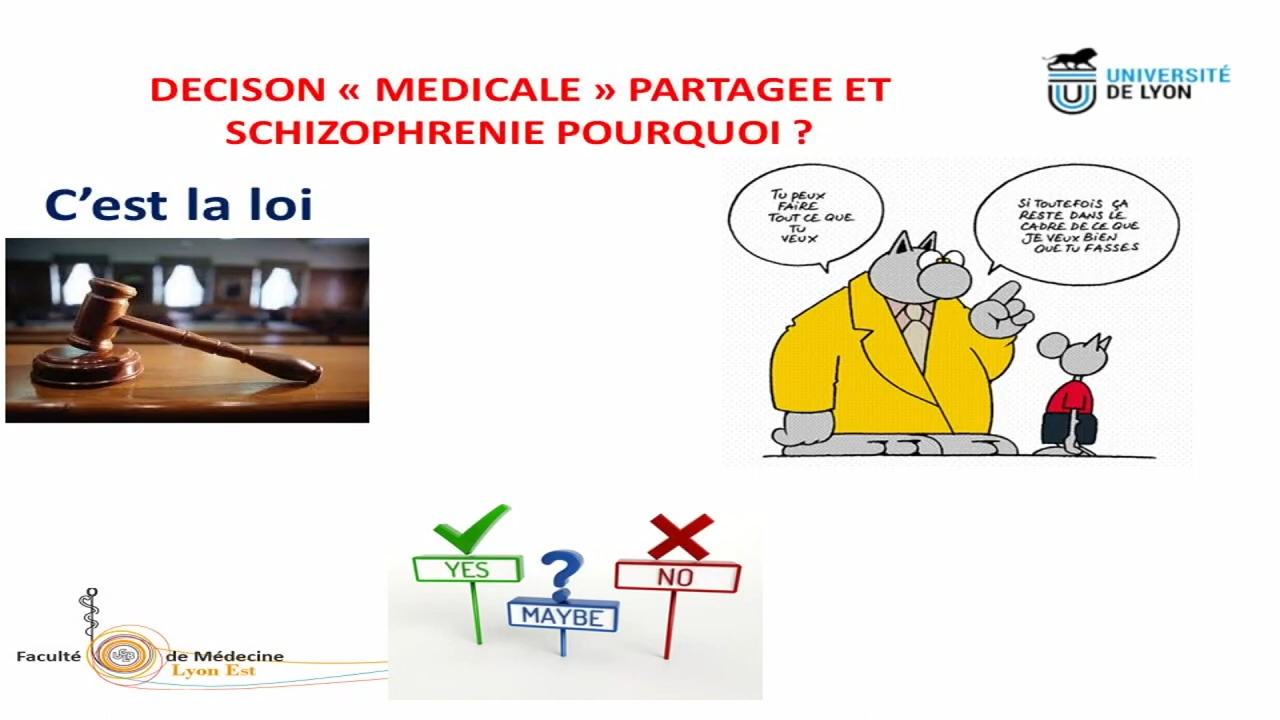 DECISON « MEDICALE » PARTAGEE ET
SCHIZOPHRENIE POURQUOI ?
UNIVERSITÉ
DE LYON
C’est la loi
TU PEUX
FAIRE
TOUT CE QUE
TU
VEUX
SI TOUTEFOIS ÇA
RESTE DANS LE
CADRE DE CE QUE
JE VEUX BIEN
QUE TU FASSES
YES
?
MAYBE
NO
Faculté de Médecine
Lyon Est